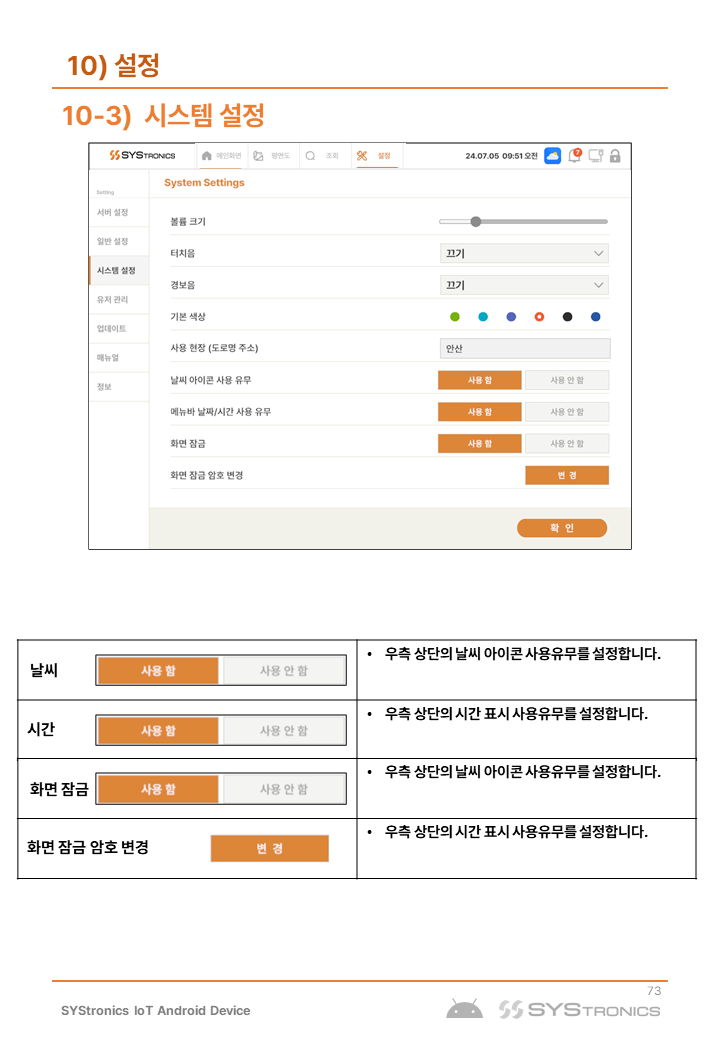 10) 설정
10-3) 시스템 설정
SYSTRONICS 메인화면 평면도 조회 설정 24.07.05 09:51 오전 7
Setting
System Settings
서버 설정
일반 설정
시스템 설정
유저 관리
업데이트
매뉴얼
정보
볼륨 크기
터치음 끄기
경보음 끄기
기본 색상
사용 현장 (도로명 주소) 안산
날씨 아이콘 사용 유무 사용 함 사용 안 함
메뉴바 날짜/시간 사용 유무 사용 함 사용 안 함
화면 잠금 사용 함 사용 안 함
화면 잠금 암호 변경 변 경
확 인
날씨 사용 함 사용 안 함 • 우측 상단의 날씨 아이콘 사용유무를 설정합니다.
시간 사용 함 사용 안 함 • 우측 상단의 시간 표시 사용유무를 설정합니다.
화면 잠금 사용 함 사용 안 함 • 우측 상단의 날씨 아이콘 사용유무를 설정합니다.
화면 잠금 암호 변경 변 경 • 우측 상단의 시간 표시 사용유무를 설정합니다.
73
SYStronics IoT Android Device SYSTRONICS